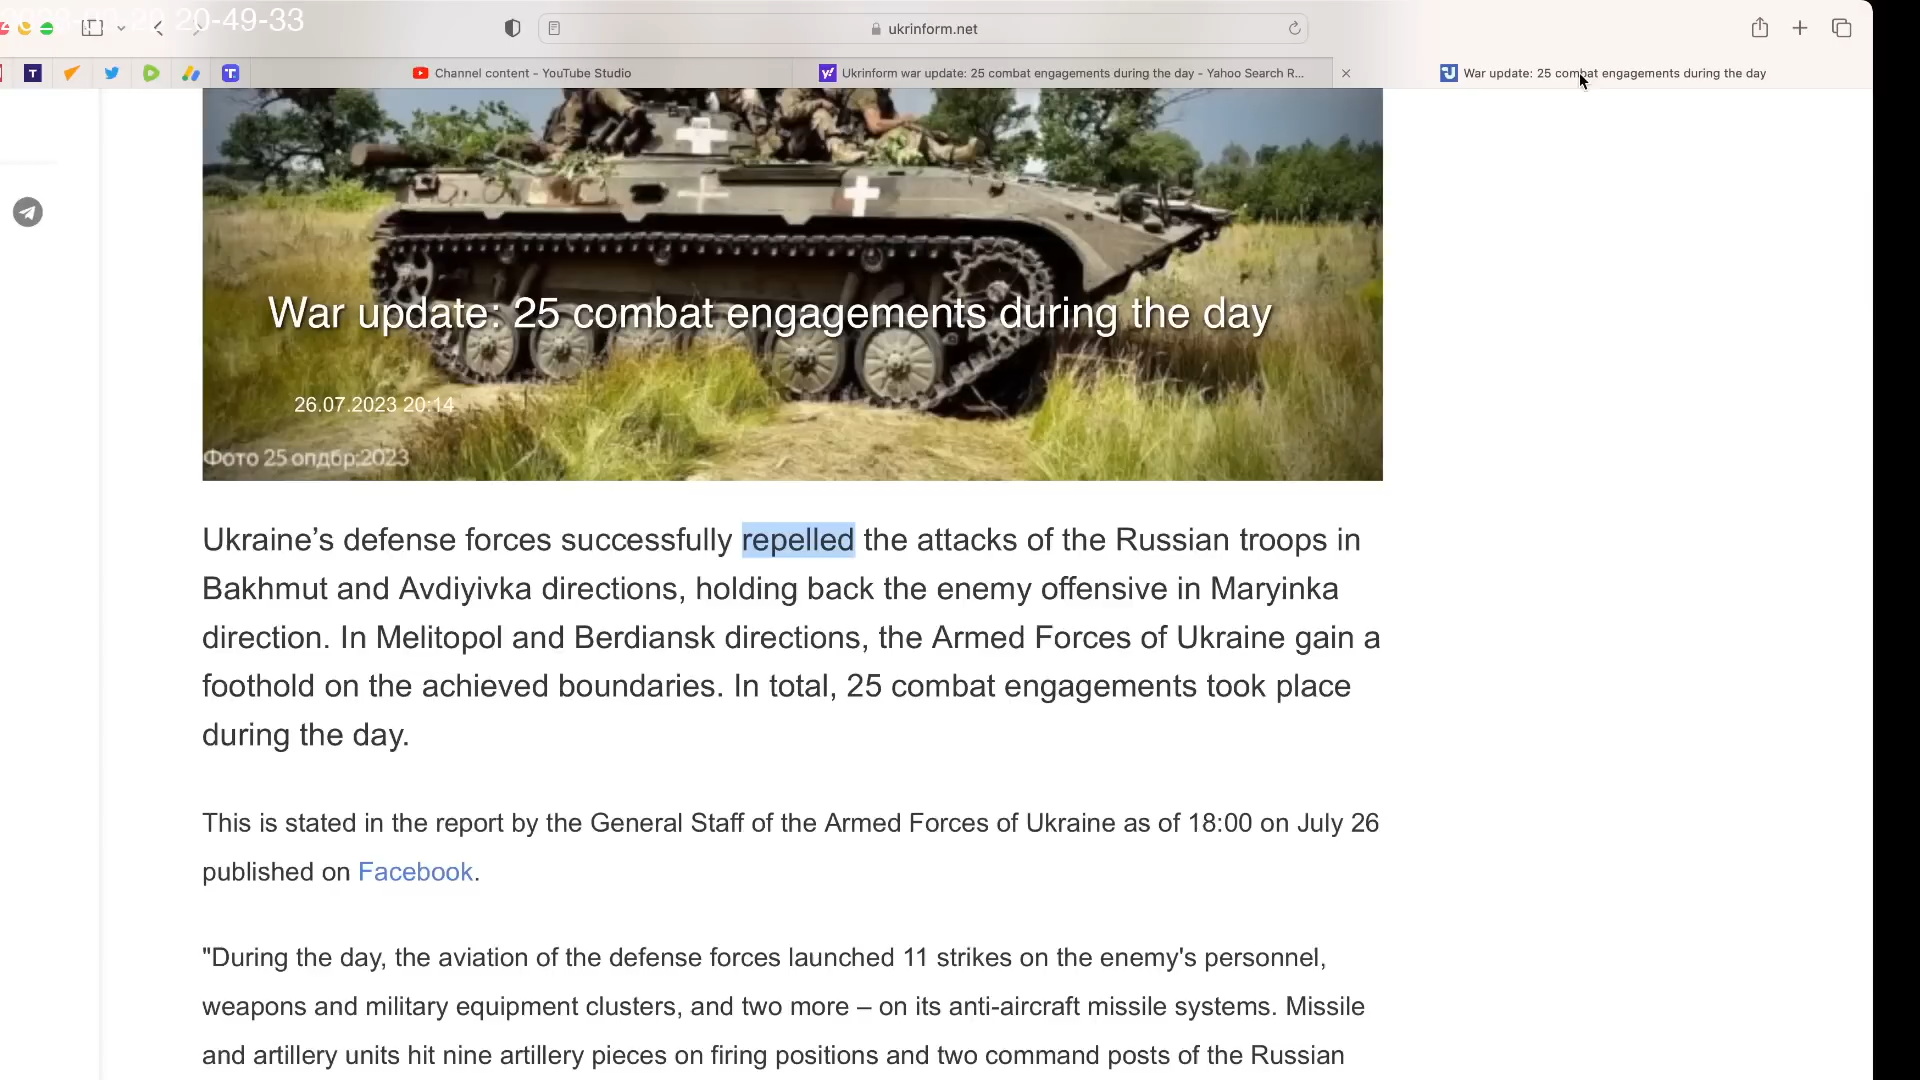 20-49-33
ukrinform.net
T
T
Channel content - YouTube Studio
Ukrinform war update: 25 combat engagements during the day - Yahoo Search R...
War update: 25 combat engagements during the day
War update: 25 combat engagements during the day
26.07.2023 20:14
Фото 25 опдбр;2023
Ukraine’s defense forces successfully repelled the attacks of the Russian troops in
Bakhmut and Avdiyivka directions, holding back the enemy offensive in Maryinka
direction. In Melitopol and Berdiansk directions, the Armed Forces of Ukraine gain a
foothold on the achieved boundaries. In total, 25 combat engagements took place
during the day.
This is stated in the report by the General Staff of the Armed Forces of Ukraine as of 18:00 on July 26
published on Facebook.
"During the day, the aviation of the defense forces launched 11 strikes on the enemy's personnel,
weapons and military equipment clusters, and two more – on its anti-aircraft missile systems. Missile
and artillery units hit nine artillery pieces on firing positions and two command posts of the Russian